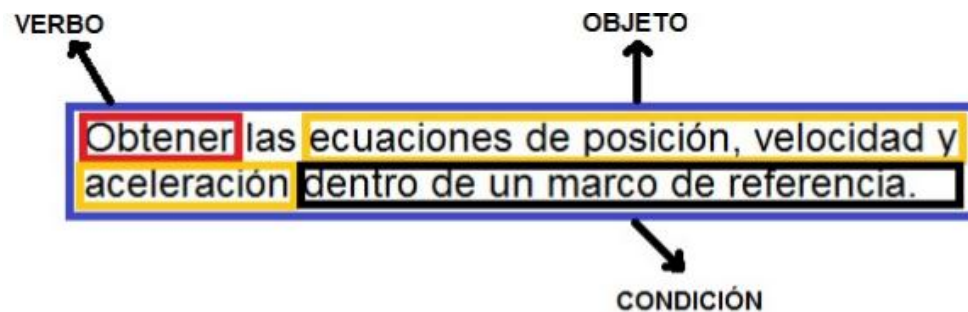 VERBO
OBJETO
Obtener las ecuaciones de posición, velocidad y
aceleración dentro de un marco de referencia.
CONDICIÓN